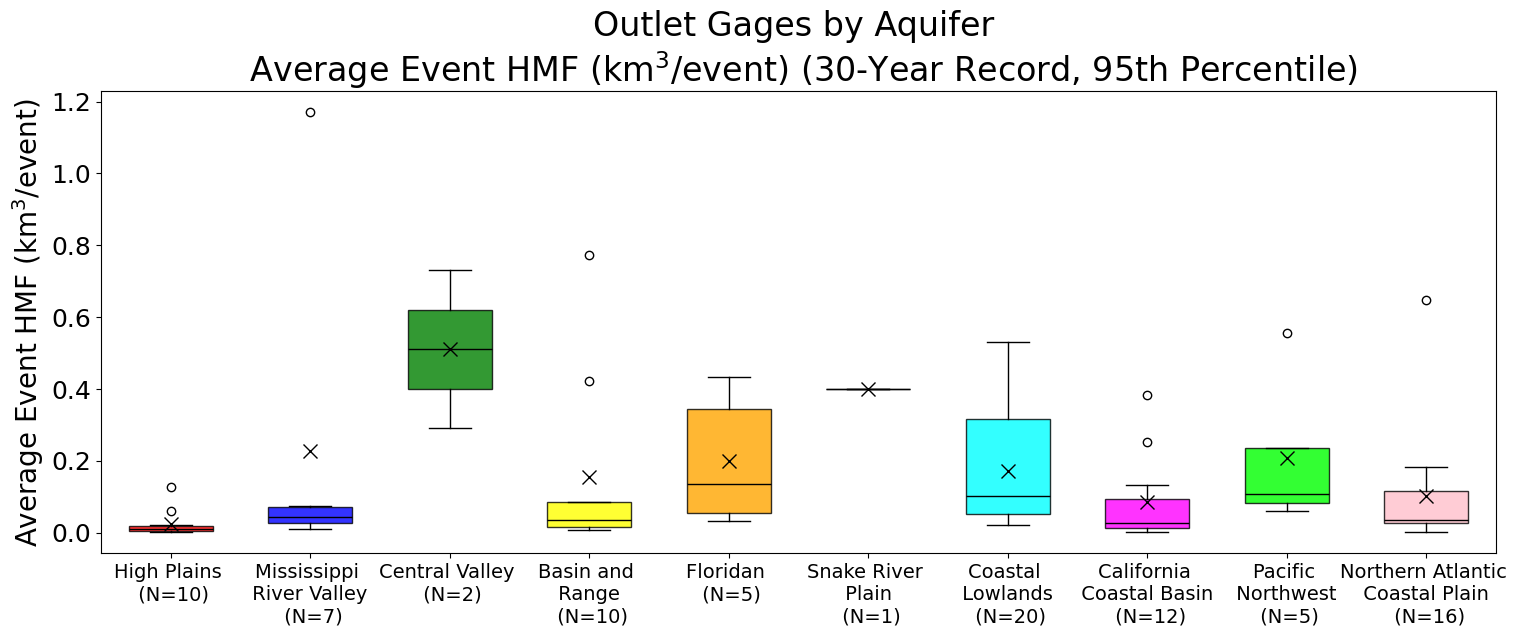 Outlet Gages by Aquifer
Average Event HMF (km³/event) (30-Year Record, 95th Percentile)
Average Event HMF (km³/event)
1.2
1.0
0.8
0.6
0.4
0.2
0.0
High Plains
(N=10)
Mississippi
River Valley
(N=7)
Central Valley
(N=2)
Basin and
Range
(N=10)
Floridan
(N=5)
Snake River
Plain
(N=1)
Coastal
Lowlands
(N=20)
California
Coastal Basin
(N=12)
Pacific
Northwest
(N=5)
Northern Atlantic
Coastal Plain
(N=16)